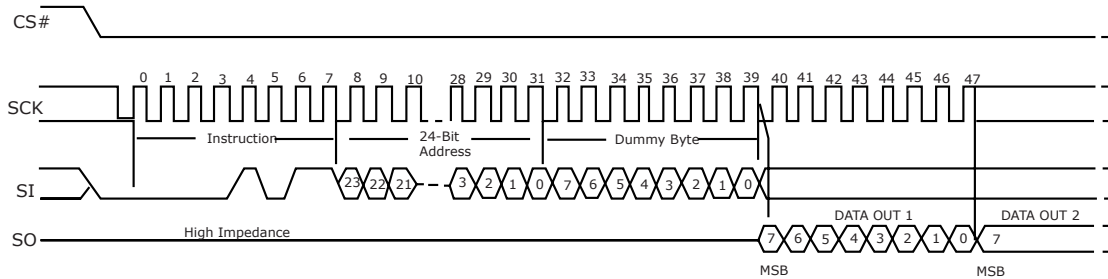 CS#
0 1 2 3 4 5 6 7 8 9 10 28 29 30 31 32 33 34 35 36 37 38 39 40 41 42 43 44 45 46 47
SCK
Instruction 24-Bit Dummy Byte
Address
SI 23 22 21 3 2 1 0 7 6 5 4 3 2 1 0
DATA OUT 1 DATA OUT 2
High Impedance
SO 7 6 5 4 3 2 1 0 7
MSB MSB